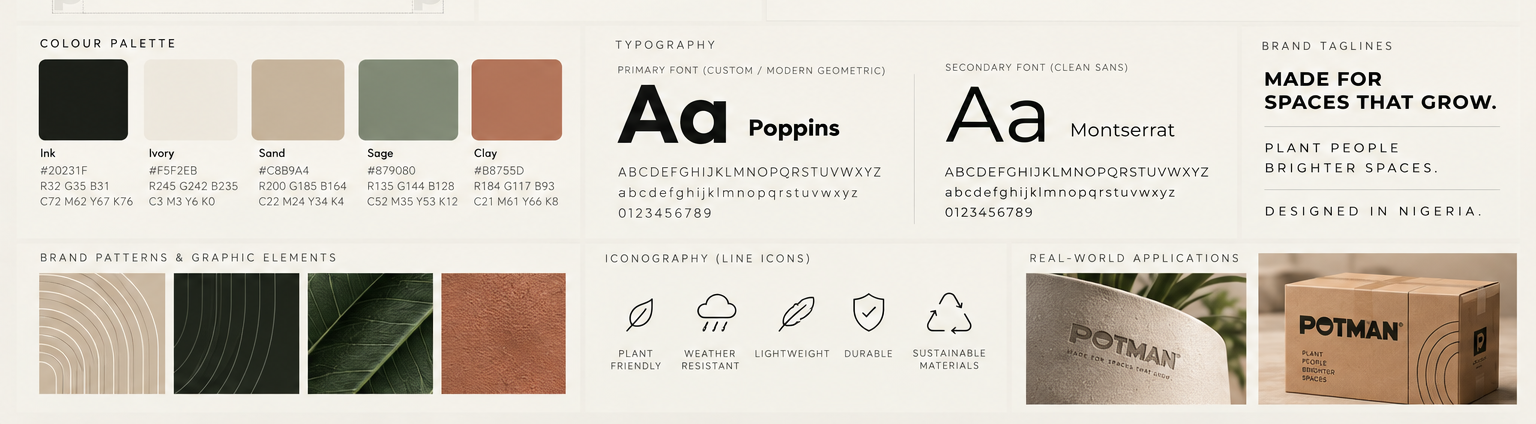 COLOUR PALETTE
Ink
#20231F
R32 G35 B31
C72 M62 Y67 K76
Ivory
#F5F2EB
R245 G242 B235
C3 M3 Y6 K0
Sand
#C8B9A4
R200 G185 B164
C22 M24 Y34 K4
Sage
#879080
R135 G144 B128
C52 M35 Y53 K12
Clay
#B8755D
R184 G117 B93
C21 M61 Y66 K8
TYPOGRAPHY
PRIMARY FONT (CUSTOM / MODERN GEOMETRIC)
Aa Poppins
ABCDEFGHIJKLMNOPQRSTUVWXYZ
abcdefghijklmnopqrstuvwxyz
0123456789
SECONDARY FONT (CLEAN SANS)
Aa Montserrat
ABCDEFGHIJKLMNOPQRSTUVWXYZ
abcdefghijklmnopqrstuvwxyz
0123456789
BRAND TAGLINES
MADE FOR
SPACES THAT GROW.
PLANT PEOPLE
BRIGHTER SPACES.
DESIGNED IN NIGERIA.
BRAND PATTERNS & GRAPHIC ELEMENTS
ICONOGRAPHY (LINE ICONS)
PLANT
FRIENDLY
WEATHER
RESISTANT
LIGHTWEIGHT
DURABLE
SUSTAINABLE
MATERIALS
REAL-WORLD APPLICATIONS
POTMAN®
MADE FOR SPACES THAT
POTMAN®
PLANT
PEOPLE
BRIGHTER
SPACES
P